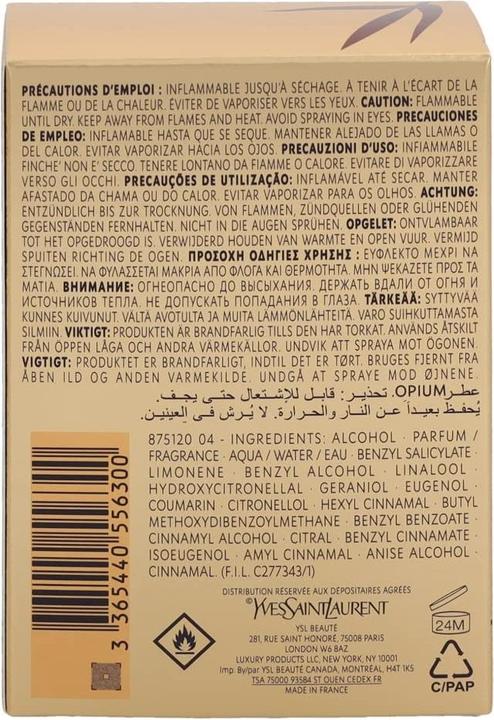 PRÉCAUTIONS D'EMPLOI : INFLAMMABLE JUSQU'À SÉCHAGE. À TENIR À L'ÉCART DE LA
FLAMME OU DE LA CHALEUR. ÉVITER DE VAPORISER VERS LES YEUX. CAUTION: FLAMMABLE
UNTIL DRY. KEEP AWAY FROM FLAMES AND HEAT. AVOID SPRAYING IN EYES. PRECAUCIONES
DE EMPLEO: INFLAMABLE HASTA QUE SE SEQUE. MANTENER ALEJADO DE LAS LLAMAS O
DEL CALOR. EVITAR VAPORIZAR HACIA LOS OJOS. PRECAUZIONI D'USO: INFIAMMABILE
FINCHE' NON E' SECCO. TENERE LONTANO DA FIAMME O CALORE. EVITARE DI VAPORIZZARE
VERSO GLI OCCHI. PRECAUÇÕES DE UTILIZAÇÃO: INFLAMÁVEL ATÉ SECAR. MANTER
AFASTADO DA CHAMA OU DO CALOR. EVITAR VAPORIZAR PARA OS OLHOS. ACHTUNG:
ENTZÜNDLICH BIS ZUR TROCKNUNG. VON FLAMMEN, ZÜNDQUELLEN ODER GLÜHENDEN
GEGENSTÄNDEN FERNHALTEN. NICHT IN DIE AUGEN SPRÜHEN. OPGELET: ONTVLAMBAAR
TOT HET OPGEDROOGD IS. VERWIJDERD HOUDEN VAN WARMTE EN OPEN VUUR. VERMIJD
SPUITEN RICHTING DE OGEN. ΠΡΟΣΟΧΗ ΟΔΗΓΙΕΣ ΧΡΗΣΗΣ : ΕΥΦΛΕΚΤΟ ΜΕΧΡΙ ΝΑ
ΣΤΕΓΝΩΣΕΙ. ΝΑ ΦΥΛΑΣΣΕΤΑΙ ΜΑΚΡΙΑ ΑΠΟ ΦΛΟΓΑ ΚΑΙ ΘΕΡΜΟΤΗΤΑ. ΜΗΝ ΨΕΚΑΖΕΤΕ ΠΡΟΣ ΤΑ
ΜΑΤΙΑ. ВНИМАНИЕ: ОГНЕОПАСНО ДО ВЫСЫХАНИЯ. ДЕРЖАТЬ ВДАЛИ ОТ ОГНЯ И
ИСТОЧНИКОВ ТЕПЛА. НЕ ДОПУСКАТЬ ПОПАДАНИЯ В ГЛАЗА. TÄRKEÄÄ: SYTTYVÄÄ
KUNNES KUIVUNUT. VÄLTÄ AVOTULTA JA MUITA LÄMMÖNLÄHTEITÄ. VARO SUIHKUTTAMASTA
SILMIIN. VIKTIGT: PRODUKTEN ÄR BRANDFARLIG TILLS DEN HAR TORKAT. ANVÄNDS ÅTSKILT
FRÅN ÖPPEN LÅGA OCH ANDRA VÄRMEKÄLLOR. UNDVIK ATT SPRAYA MOT ÖGONEN.
VIGTIGT: PRODUKTET ER BRANDFARLIGT, INDTIL DET ER TØRT. BRUGES FJERNT FRA
ÅBEN ILD OG ANDEN VARMEKILDE. UNDGÅ AT SPRAYE MOD ØJNENE.
عطرOPIUM. تحذير: قابل للإشتعال حتى يجف.
يُحفظ بعيداً عن النار والحرارة. لا يُرش في العينين.
875120 04 - INGREDIENTS: ALCOHOL · PARFUM /
FRAGRANCE · AQUA / WATER / EAU · BENZYL SALICYLATE ·
LIMONENE · BENZYL ALCOHOL · LINALOOL ·
HYDROXYCITRONELLAL · GERANIOL · EUGENOL ·
COUMARIN · CITRONELLOL · HEXYL CINNAMAL · BUTYL
METHOXYDIBENZOYLMETHANE · BENZYL BENZOATE ·
CINNAMYL ALCOHOL · CITRAL · BENZYL CINNAMATE ·
ISOEUGENOL · AMYL CINNAMAL · ANISE ALCOHOL ·
CINNAMAL. (F.I.L. C277343/1)
3 365440 556300
DISTRIBUTION RÉSERVÉE AUX DÉPOSITAIRES AGRÉÉS
©YVESSAINTLAURENT
YSL BEAUTÉ
281, RUE SAINT HONORÉ, 75008 PARIS
LONDON W6 8AZ
LUXURY PRODUCTS LLC, NEW YORK, NY 10001
Imp. By/par YSL BEAUTÉ CANADA, MONTREAL, H4T 1K5
TSA 75000 93584 ST OUEN CEDEX FR
MADE IN FRANCE
24M
C/PAP